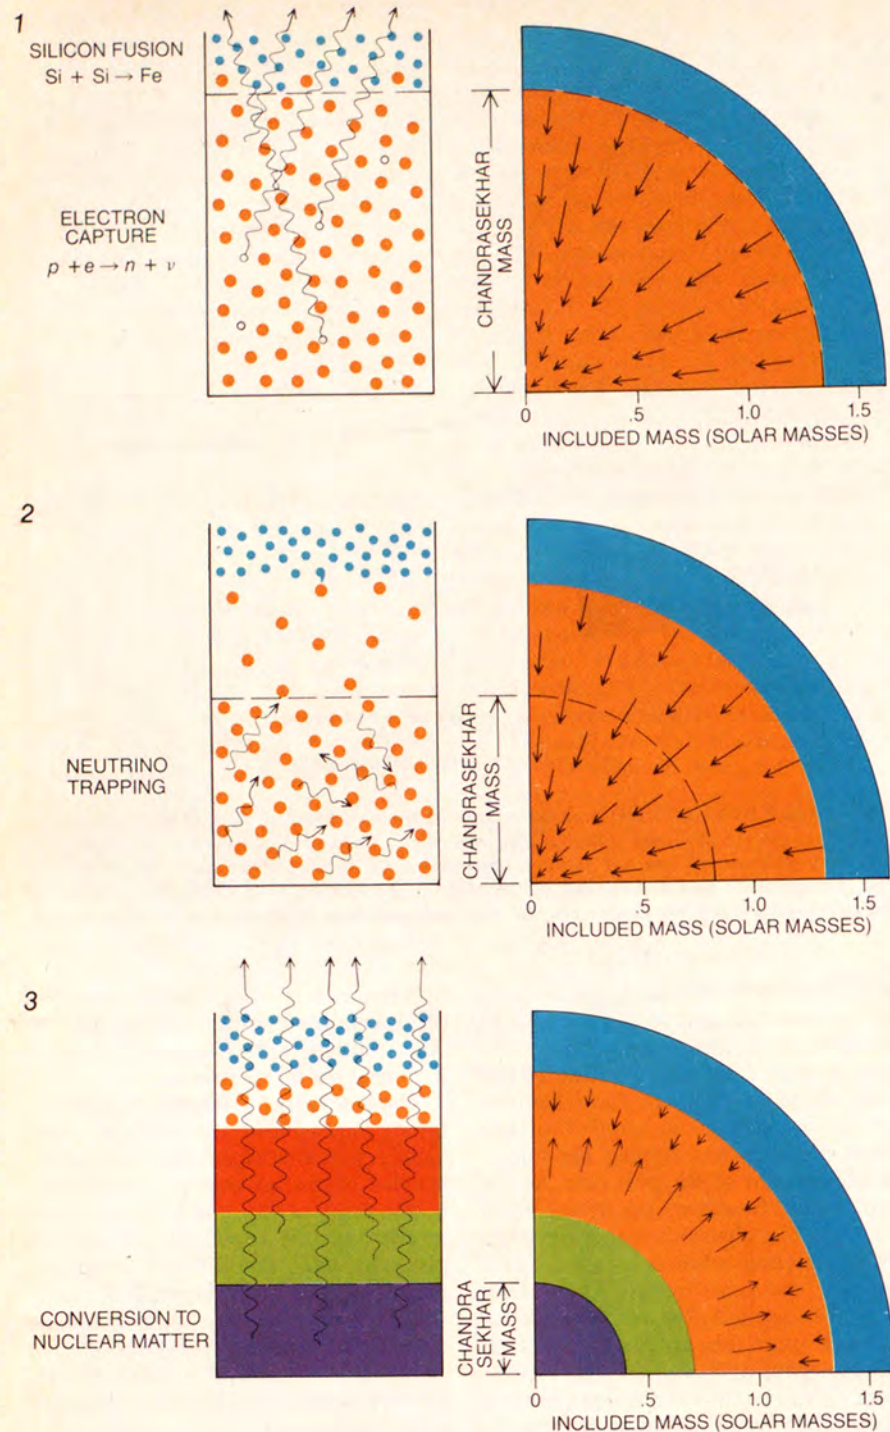 1
SILICON FUSION
Si + Si → Fe
ELECTRON
CAPTURE
p + e → n + ν
CHANDRASEKHAR
MASS
0 .5 1.0 1.5
INCLUDED MASS (SOLAR MASSES)
2
NEUTRINO
TRAPPING
CHANDRASEKHAR
MASS
0 .5 1.0 1.5
INCLUDED MASS (SOLAR MASSES)
3
CONVERSION TO
NUCLEAR MATTER
CHANDRA
SEKHAR
MASS
0 .5 1.0 1.5
INCLUDED MASS (SOLAR MASSES)